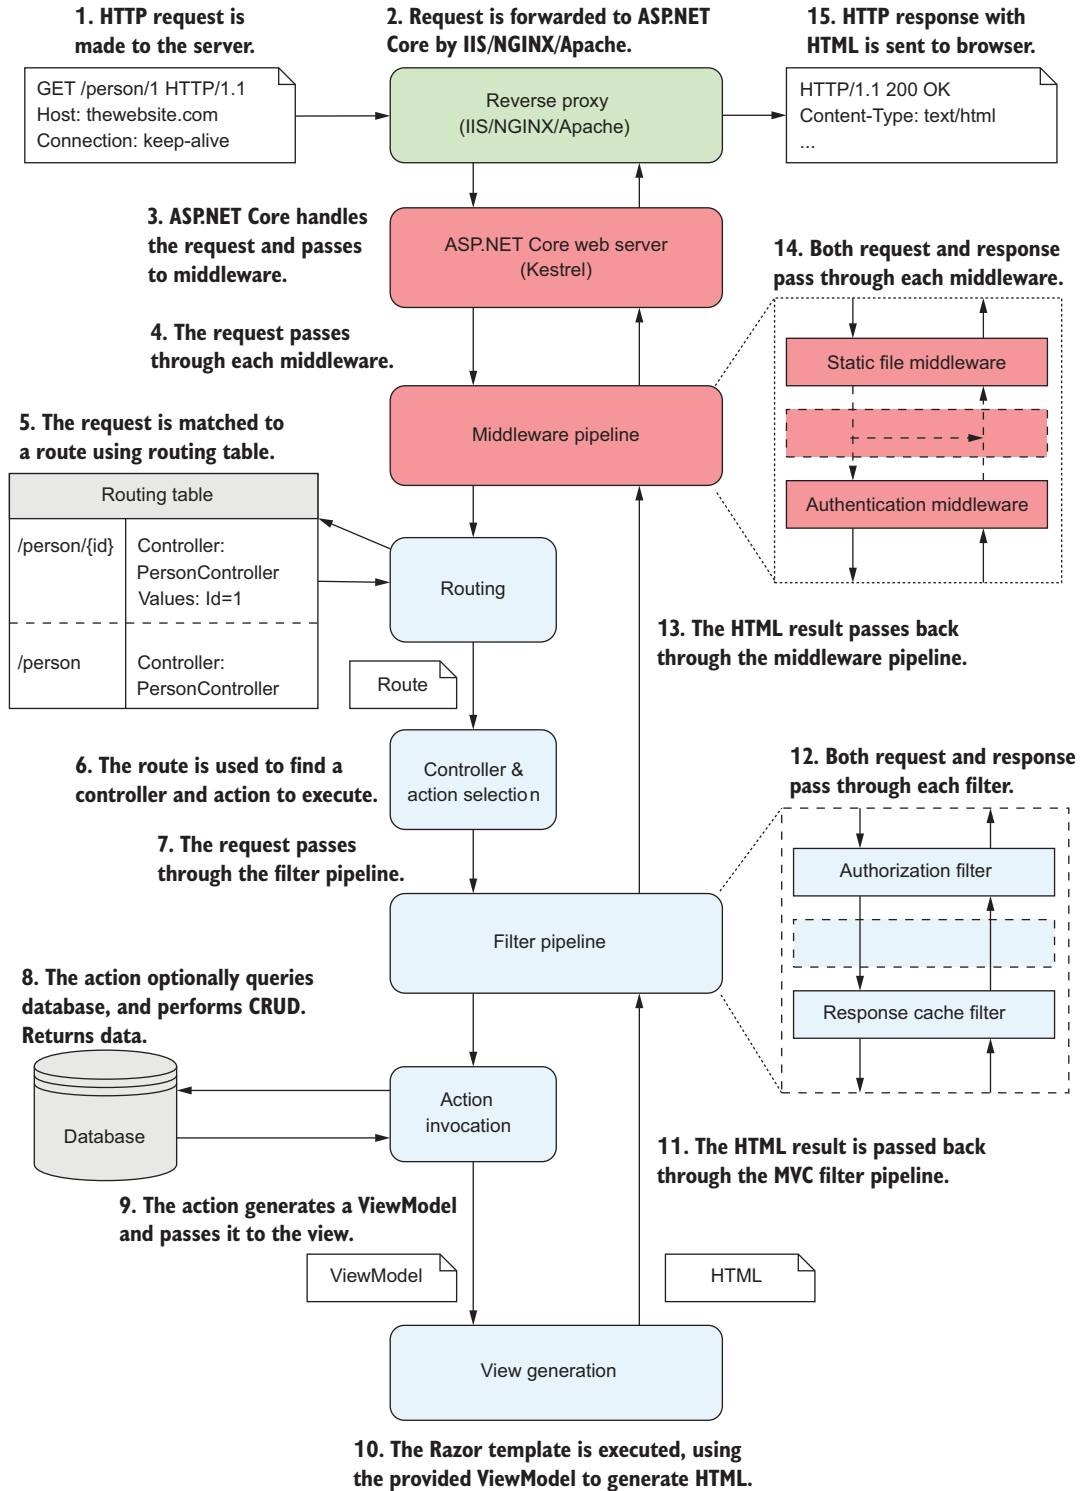 1. HTTP request is
made to the server.
2. Request is forwarded to ASP.NET
Core by IIS/NGINX/Apache.
15. HTTP response with
HTML is sent to browser.
GET /person/1 HTTP/1.1
Host: thewebsite.com
Connection: keep-alive
Reverse proxy
(IIS/NGINX/Apache)
HTTP/1.1 200 OK
Content-Type: text/html
...
3. ASP.NET Core handles
the request and passes
to middleware.
ASP.NET Core web server
(Kestrel)
14. Both request and response
pass through each middleware.
4. The request passes
through each middleware.
Static file middleware
5. The request is matched to
a route using routing table.
Middleware pipeline
Authentication middleware
Routing table
/person/{id}
Controller:
PersonController
Values: Id=1
Routing
/person
Controller:
PersonController
Route
13. The HTML result passes back
through the middleware pipeline.
6. The route is used to find a
controller and action to execute.
Controller &
action selection
12. Both request and response
pass through each filter.
7. The request passes
through the filter pipeline.
Authorization filter
Filter pipeline
Response cache filter
8. The action optionally queries
database, and performs CRUD.
Returns data.
Database
Action
invocation
11. The HTML result is passed back
through the MVC filter pipeline.
9. The action generates a ViewModel
and passes it to the view.
ViewModel
HTML
View generation
10. The Razor template is executed, using
the provided ViewModel to generate HTML.